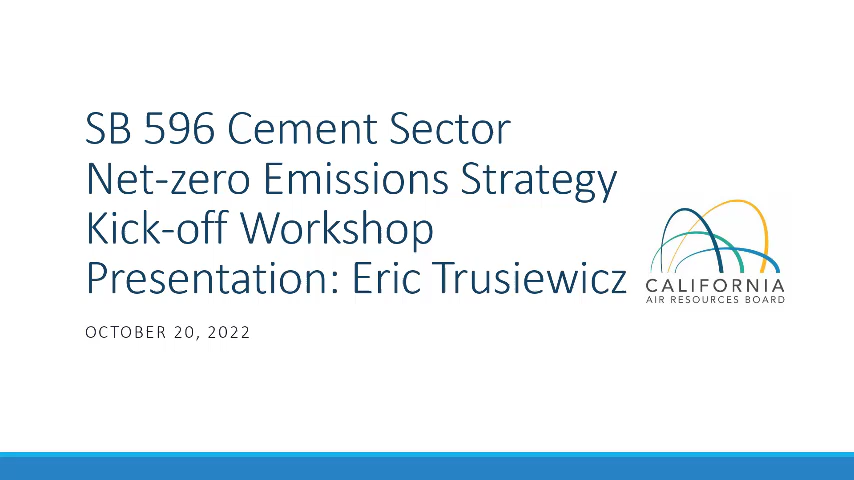 SB 596 Cement Sector
Net-zero Emissions Strategy
Kick-off Workshop
Presentation: Eric Trusiewicz
CALIFORNIA
AIR RESOURCES BOARD
OCTOBER 20, 2022